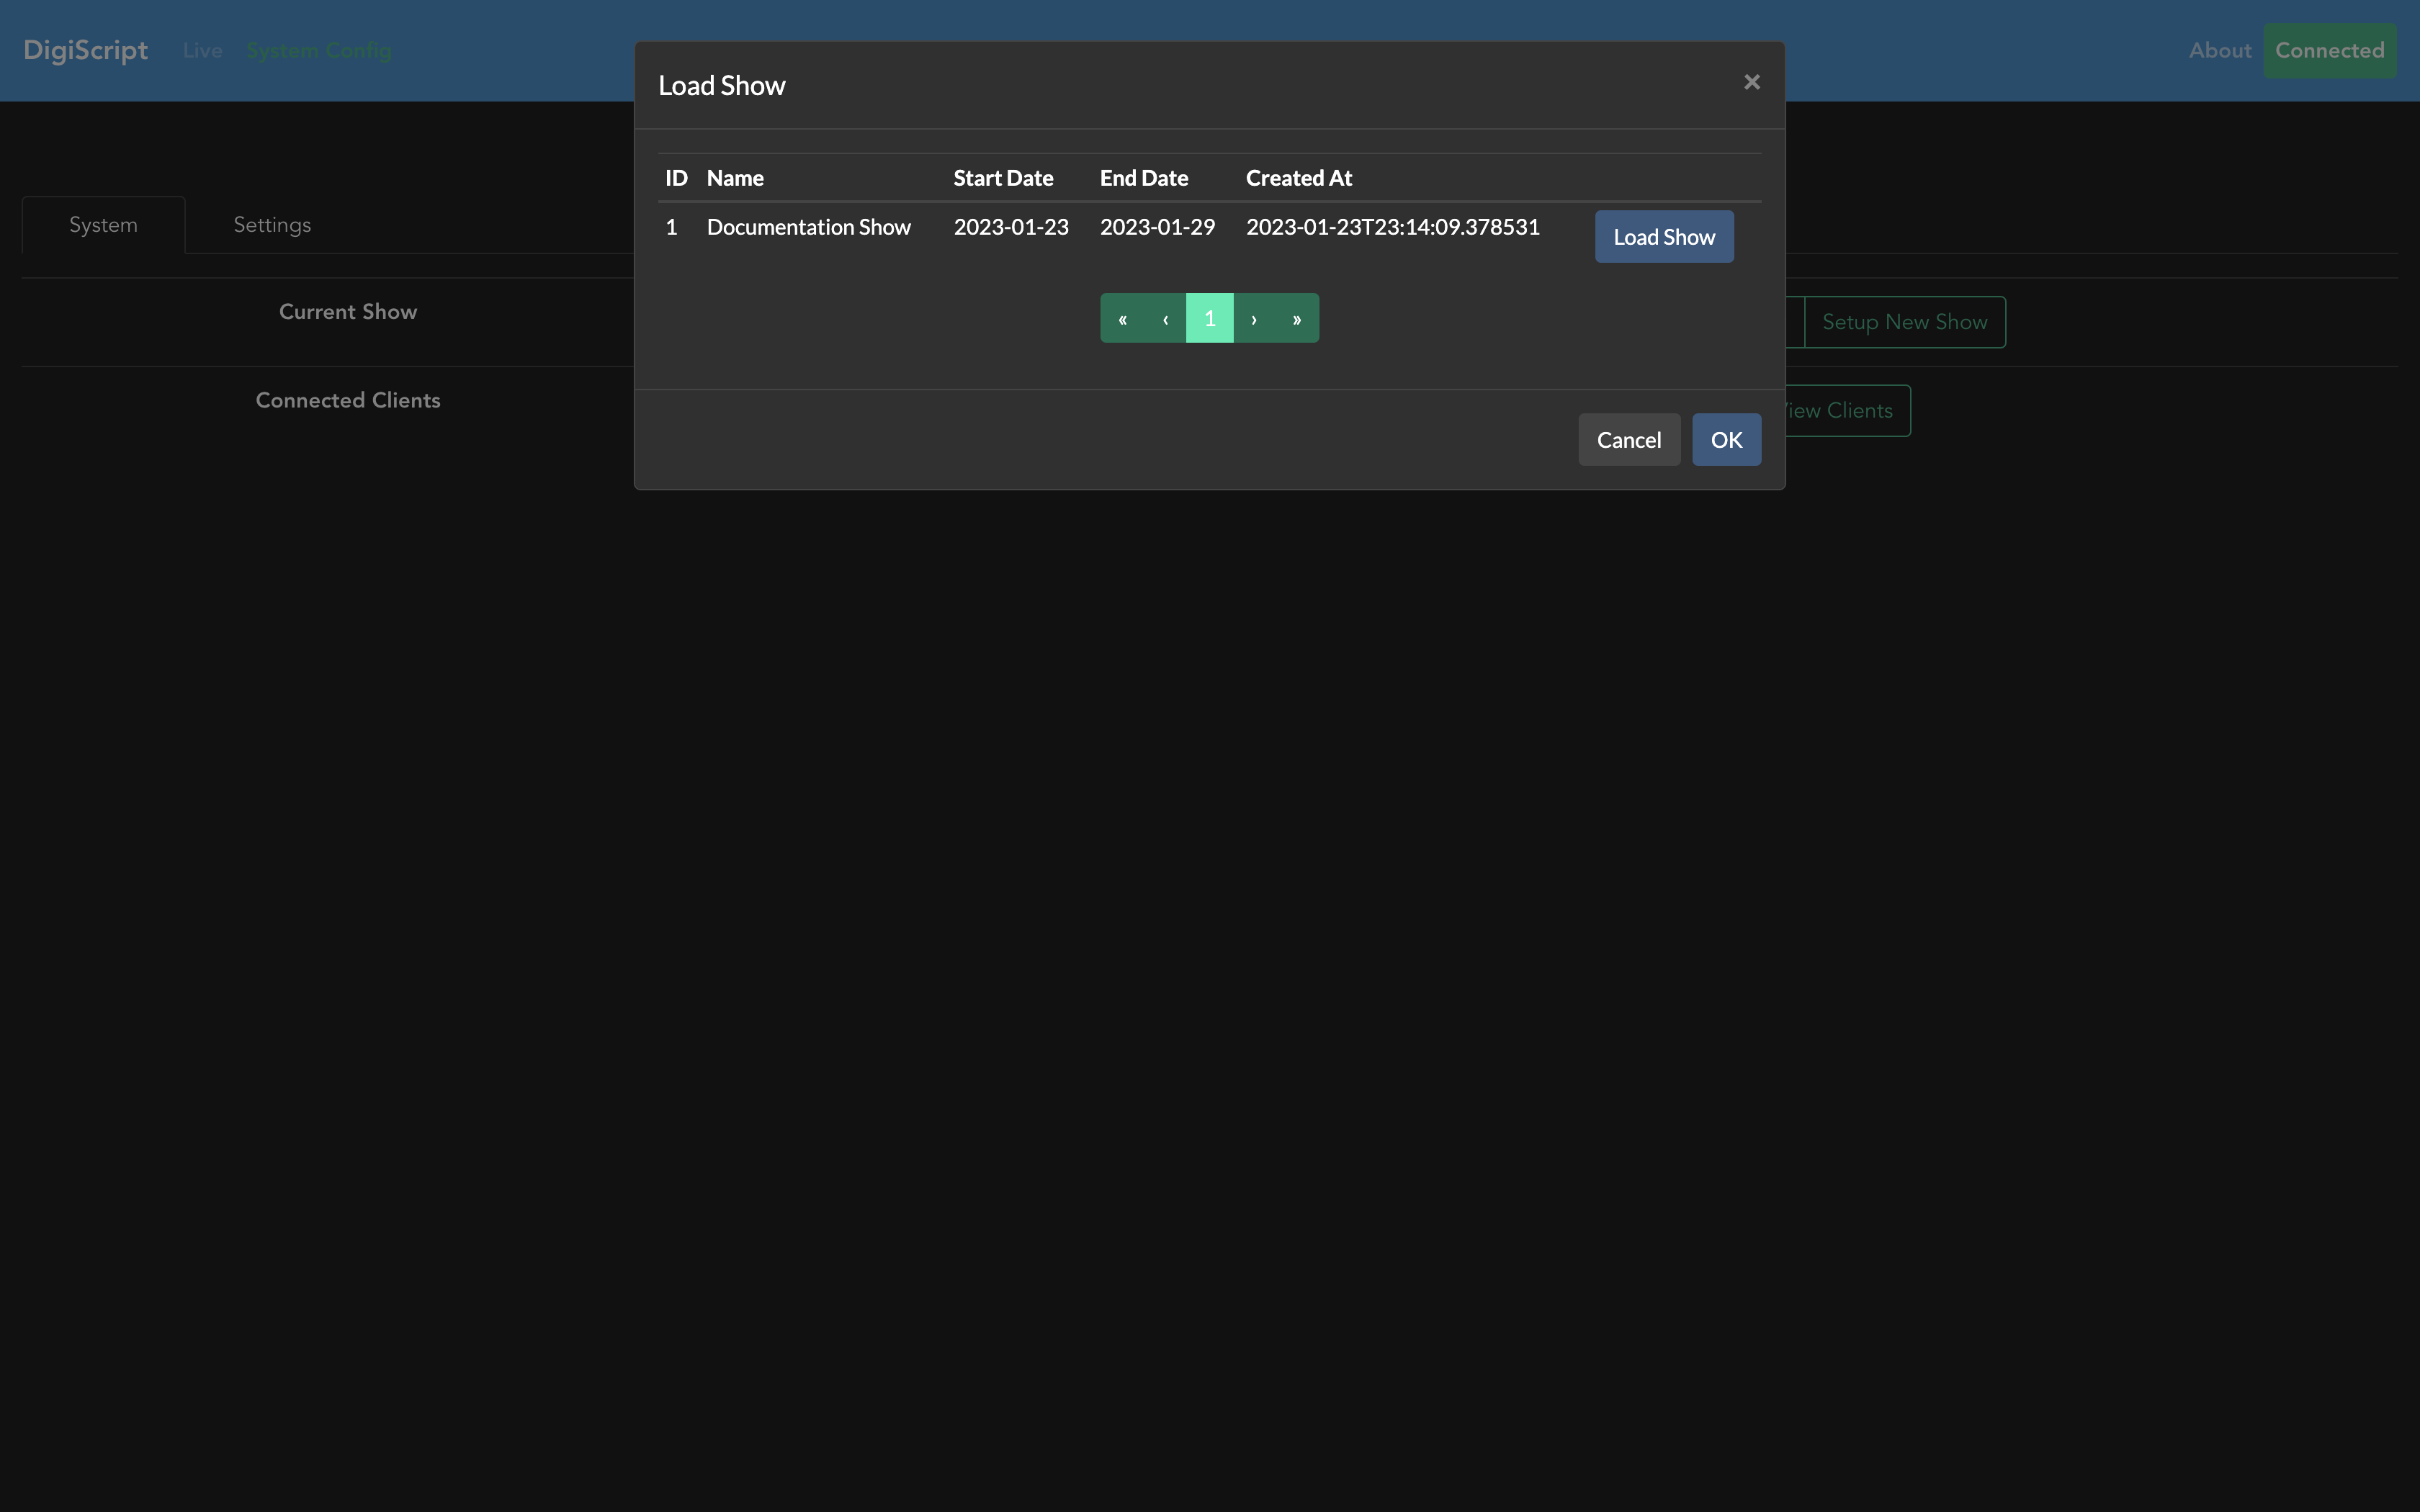 DigiScript Live System Config About Connected
Load Show ×
ID Name Start Date End Date Created At
1 Documentation Show 2023-01-23 2023-01-29 2023-01-23T23:14:09.378531 Load Show
« ‹ 1 › »
Cancel OK
System Settings
Current Show Setup New Show
Connected Clients View Clients